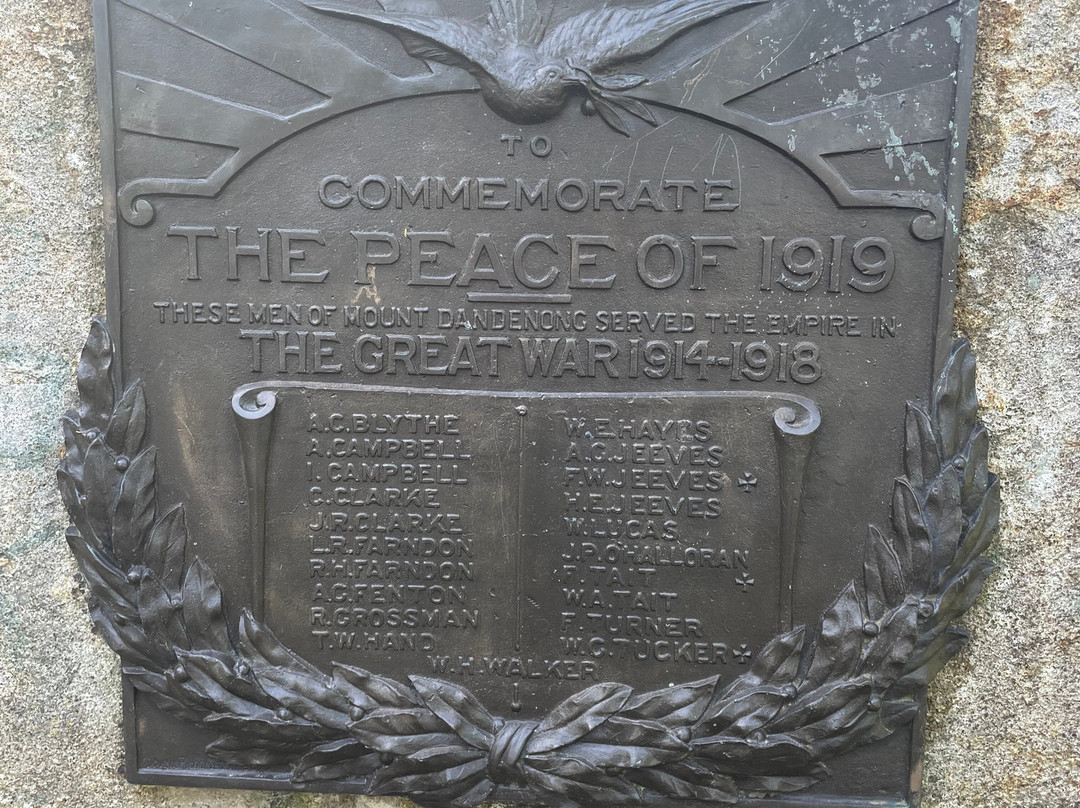 TO
COMMEMORATE
THE PEACE OF 1919
THESE MEN OF MOUNT DANDENONG SERVED THE EMPIRE IN
THE GREAT WAR 1914-1918
A.C. BLYTHE
A. CAMPBELL
I. CAMPBELL
C. CLARKE
J.R. CLARKE
L.R. FARNDON
R.H. FARNDON
A.G. FENTON
R. GROSSMAN
T.W. HAND
W.E. HAYES
A.G. JEEVES
F.W. JEEVES
H.E. JEEVES
W. LUCAS
J.P. O'HALLORAN
P. TAIT
W.A. TAIT
F. TURNER
W.G. TUCKER
W.H. WALKER